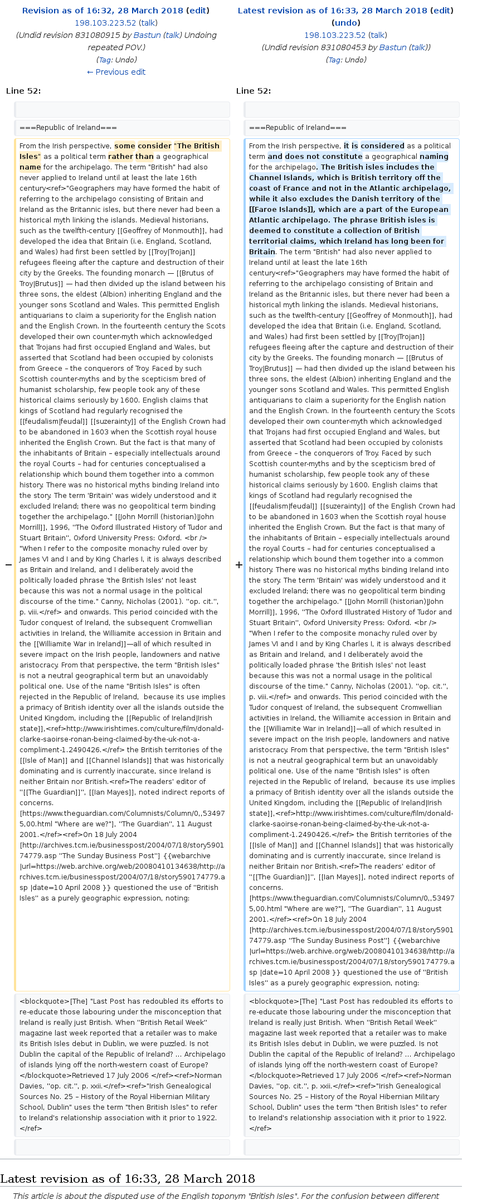 Revision as of 16:32, 28 March 2018 (edit)
198.103.223.52 (talk)
(Undid revision 831080915 by Bastun (talk) Undoing
repeated POV.)
(Tag: Undo)
← Previous edit
Latest revision as of 16:33, 28 March 2018 (edit)
(undo)
198.103.223.52 (talk)
(Undid revision 831080453 by Bastun (talk))
(Tag: Undo)
Line 52:
Line 52:
===Republic of Ireland===
===Republic of Ireland===
−
From the Irish perspective, some consider "The British
Isles" as a political term rather than a geographical
name for the archipelago. The term "British" had also
never applied to Ireland until at least the late 16th
century<ref>"Geographers may have formed the habit of
referring to the archipelago consisting of Britain and
Ireland as the Britannic isles, but there never had been a
historical myth linking the islands. Medieval historians,
such as the twelfth-century [[Geoffrey of Monmouth]], had
developed the idea that Britain (i.e. England, Scotland,
and Wales) had first been settled by [[Troy|Trojan]]
refugees fleeing after the capture and destruction of their
city by the Greeks. The founding monarch — [[Brutus of
Troy|Brutus]] — had then divided up the island between his
three sons, the eldest (Albion) inheriting England and the
younger sons Scotland and Wales. This permitted English
antiquarians to claim a superiority for the English nation
and the English Crown. In the fourteenth century the Scots
developed their own counter-myth which acknowledged
that Trojans had first occupied England and Wales, but
asserted that Scotland had been occupied by colonists
from Greece – the conquerors of Troy. Faced by such
Scottish counter-myths and by the scepticism bred of
humanist scholarship, few people took any of these
historical claims seriously by 1600. English claims that
kings of Scotland had regularly recognised the
[[feudalism|feudal]] [[suzerainty]] of the English Crown had
to be abandoned in 1603 when the Scottish royal house
inherited the English Crown. But the fact is that many of
the inhabitants of Britain – especially intellectuals around
the royal Courts – had for centuries conceptualised a
relationship which bound them together into a common
history. There was no historical myths binding Ireland into
the story. The term 'Britain' was widely understood and it
excluded Ireland; there was no geopolitical term binding
together the archipelago." [[John Morrill (historian)|John
Morrill]], 1996, ''The Oxford Illustrated History of Tudor and
Stuart Britain'', Oxford University Press: Oxford. <br />
"When I refer to the composite monarchy ruled over by
James VI and I and by King Charles I, it is always described
as Britain and Ireland, and I deliberately avoid the
politically loaded phrase 'the British Isles' not least
because this was not a normal usage in the political
discourse of the time." Canny, Nicholas (2001). ''op. cit.'',
p. viii.</ref> and onwards. This period coincided with the
Tudor conquest of Ireland, the subsequent Cromwellian
activities in Ireland, the Williamite accession in Britain and
the [[Williamite War in Ireland]]—all of which resulted in
severe impact on the Irish people, landowners and native
aristocracy. From that perspective, the term "British Isles"
is not a neutral geographical term but an unavoidably
political one. Use of the name "British Isles" is often
rejected in the Republic of Ireland, because its use implies
a primacy of British identity over all the islands outside the
United Kingdom, including the [[Republic of Ireland|Irish
state]],<ref>http://www.irishtimes.com/culture/film/donald-
clarke-saoirse-ronan-being-claimed-by-the-uk-not-a-
compliment-1.2490426.</ref> the British territories of the
[[Isle of Man]] and [[Channel Islands]] that was historically
dominating and is currently inaccurate, since Ireland is
neither Britain nor British.<ref>The readers' editor of
''[[The Guardian]]'', [[Ian Mayes]], noted indirect reports of
concerns.
[https://www.theguardian.com/Columnists/Column/0,,53497
5,00.html "Where are we?"], ''The Guardian'', 11 August
2001.</ref><ref>On 18 July 2004
[http://archives.tcm.ie/businesspost/2004/07/18/story5901
74779.asp ''The Sunday Business Post''] {{webarchive
|url=https://web.archive.org/web/20080410134638/http://a
rchives.tcm.ie/businesspost/2004/07/18/story590174779.a
sp |date=10 April 2008 }} questioned the use of "British
Isles" as a purely geographic expression, noting:
+
From the Irish perspective, it is considered as a political
term and does not constitute a geographical naming
for the archipelago. The British isles includes the
Channel Islands, which is British territory off the
coast of France and not in the Atlantic archipelago,
while it also excludes the Danish territory of the
[[Faroe Islands]], which are a part of the European
Atlantic archipelago. The phrase British isles is
deemed to constitute a collection of British
territorial claims, which Ireland has long been for
Britain. The term "British" had also never applied to
Ireland until at least the late 16th
century<ref>"Geographers may have formed the habit of
referring to the archipelago consisting of Britain and
Ireland as the Britannic isles, but there never had been a
historical myth linking the islands. Medieval historians,
such as the twelfth-century [[Geoffrey of Monmouth]], had
developed the idea that Britain (i.e. England, Scotland,
and Wales) had first been settled by [[Troy|Trojan]]
refugees fleeing after the capture and destruction of their
city by the Greeks. The founding monarch — [[Brutus of
Troy|Brutus]] — had then divided up the island between his
three sons, the eldest (Albion) inheriting England and the
younger sons Scotland and Wales. This permitted English
antiquarians to claim a superiority for the English nation
and the English Crown. In the fourteenth century the Scots
developed their own counter-myth which acknowledged
that Trojans had first occupied England and Wales, but
asserted that Scotland had been occupied by colonists
from Greece – the conquerors of Troy. Faced by such
Scottish counter-myths and by the scepticism bred of
humanist scholarship, few people took any of these
historical claims seriously by 1600. English claims that
kings of Scotland had regularly recognised the
[[feudalism|feudal]] [[suzerainty]] of the English Crown had
to be abandoned in 1603 when the Scottish royal house
inherited the English Crown. But the fact is that many of
the inhabitants of Britain – especially intellectuals around
the royal Courts – had for centuries conceptualised a
relationship which bound them together into a common
history. There was no historical myths binding Ireland into
the story. The term 'Britain' was widely understood and it
excluded Ireland; there was no geopolitical term binding
together the archipelago." [[John Morrill (historian)|John
Morrill]], 1996, ''The Oxford Illustrated History of Tudor and
Stuart Britain'', Oxford University Press: Oxford. <br />
"When I refer to the composite monarchy ruled over by
James VI and I and by King Charles I, it is always described
as Britain and Ireland, and I deliberately avoid the
politically loaded phrase 'the British Isles' not least
because this was not a normal usage in the political
discourse of the time." Canny, Nicholas (2001). ''op. cit.'',
p. viii.</ref> and onwards. This period coincided with the
Tudor conquest of Ireland, the subsequent Cromwellian
activities in Ireland, the Williamite accession in Britain and
the [[Williamite War in Ireland]]—all of which resulted in
severe impact on the Irish people, landowners and native
aristocracy. From that perspective, the term "British Isles"
is not a neutral geographical term but an unavoidably
political one. Use of the name "British Isles" is often
rejected in the Republic of Ireland, because its use implies
a primacy of British identity over all the islands outside the
United Kingdom, including the [[Republic of Ireland|Irish
state]],<ref>http://www.irishtimes.com/culture/film/donald-
clarke-saoirse-ronan-being-claimed-by-the-uk-not-a-
compliment-1.2490426.</ref> the British territories of the
[[Isle of Man]] and [[Channel Islands]] that was historically
dominating and is currently inaccurate, since Ireland is
neither Britain nor British.<ref>The readers' editor of
''[[The Guardian]]'', [[Ian Mayes]], noted indirect reports of
concerns.
[https://www.theguardian.com/Columnists/Column/0,,53497
5,00.html "Where are we?"], ''The Guardian'', 11 August
2001.</ref><ref>On 18 July 2004
[http://archives.tcm.ie/businesspost/2004/07/18/story5901
74779.asp ''The Sunday Business Post''] {{webarchive
|url=https://web.archive.org/web/20080410134638/http://a
rchives.tcm.ie/businesspost/2004/07/18/story590174779.a
sp |date=10 April 2008 }} questioned the use of "British
Isles" as a purely geographic expression, noting:
<blockquote>[The] "Last Post has redoubled its efforts to
re-educate those labouring under the misconception that
Ireland is really just British. When "British Retail Week"
magazine last week reported that a retailer was to make
its British Isles debut in Dublin, we were puzzled. Is not
Dublin the capital of the Republic of Ireland? ... Archipelago
of islands lying off the north-western coast of Europe?
</blockquote>Retrieved 17 July 2006 </ref><ref>Norman
Davies, ''op. cit.'', p. xxii.</ref><ref>"Irish Genealogical
Sources No. 25 – History of the Royal Hibernian Military
School, Dublin" uses the term "then British Isles" to refer
to Ireland's relationship association with it prior to 1922.
</ref>
<blockquote>[The] "Last Post has redoubled its efforts to
re-educate those labouring under the misconception that
Ireland is really just British. When "British Retail Week"
magazine last week reported that a retailer was to make
its British Isles debut in Dublin, we were puzzled. Is not
Dublin the capital of the Republic of Ireland? ... Archipelago
of islands lying off the north-western coast of Europe?
</blockquote>Retrieved 17 July 2006 </ref><ref>Norman
Davies, ''op. cit.'', p. xxii.</ref><ref>"Irish Genealogical
Sources No. 25 – History of the Royal Hibernian Military
School, Dublin" uses the term "then British Isles" to refer
to Ireland's relationship association with it prior to 1922.
</ref>
Latest revision as of 16:33, 28 March 2018
This article is about the disputed use of the English toponym "British Isles". For the confusion between different